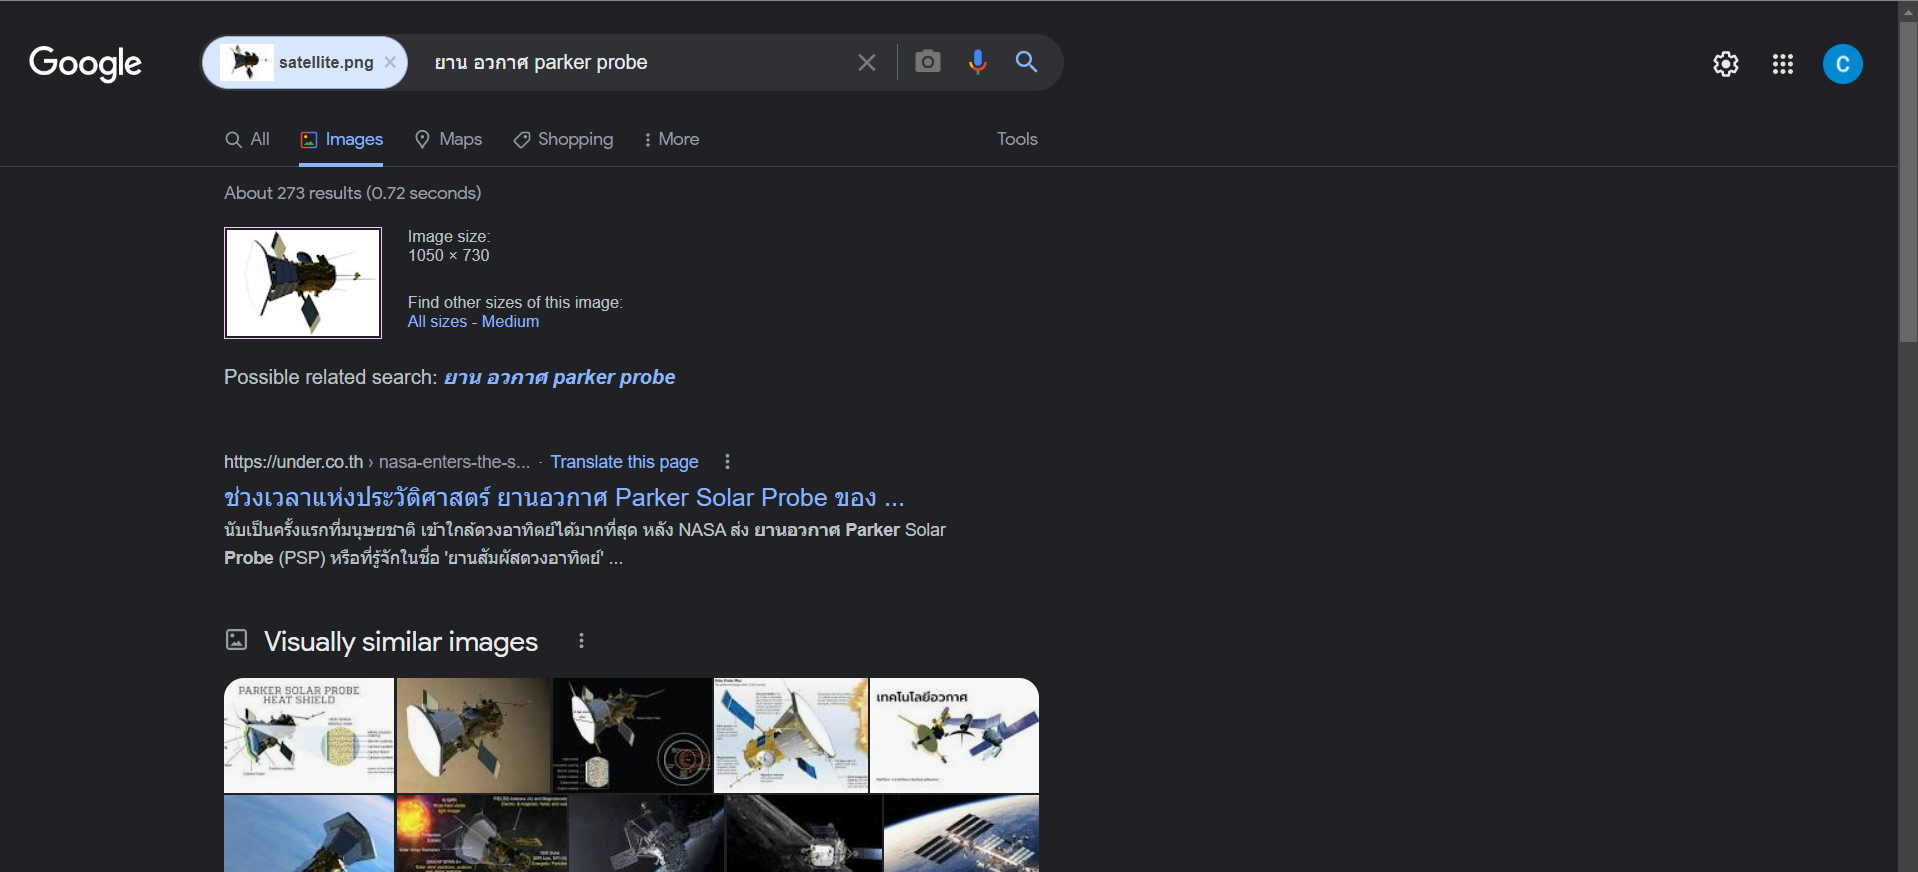 Google
satellite.png
ยาน อวกาศ parker probe
C
All
Images
Maps
Shopping
More
Tools
About 273 results (0.72 seconds)
Image size:
1050 × 730
Find other sizes of this image:
All sizes - Medium
Possible related search: ยาน อวกาศ parker probe
https://under.co.th › nasa-enters-the-s... · Translate this page
ช่วงเวลาแห่งประวัติศาสตร์ ยานอวกาศ Parker Solar Probe ของ ...
นับเป็นครั้งแรกที่มนุษยชาติ เข้าใกล้ดวงอาทิตย์ได้มากที่สุด หลัง NASA ส่ง ยานอวกาศ Parker Solar
Probe (PSP) หรือที่รู้จักในชื่อ 'ยานสัมผัสดวงอาทิตย์' ...
Visually similar images
PARKER SOLAR PROBE
HEAT SHIELD
เทคโนโลยีอวกาศ